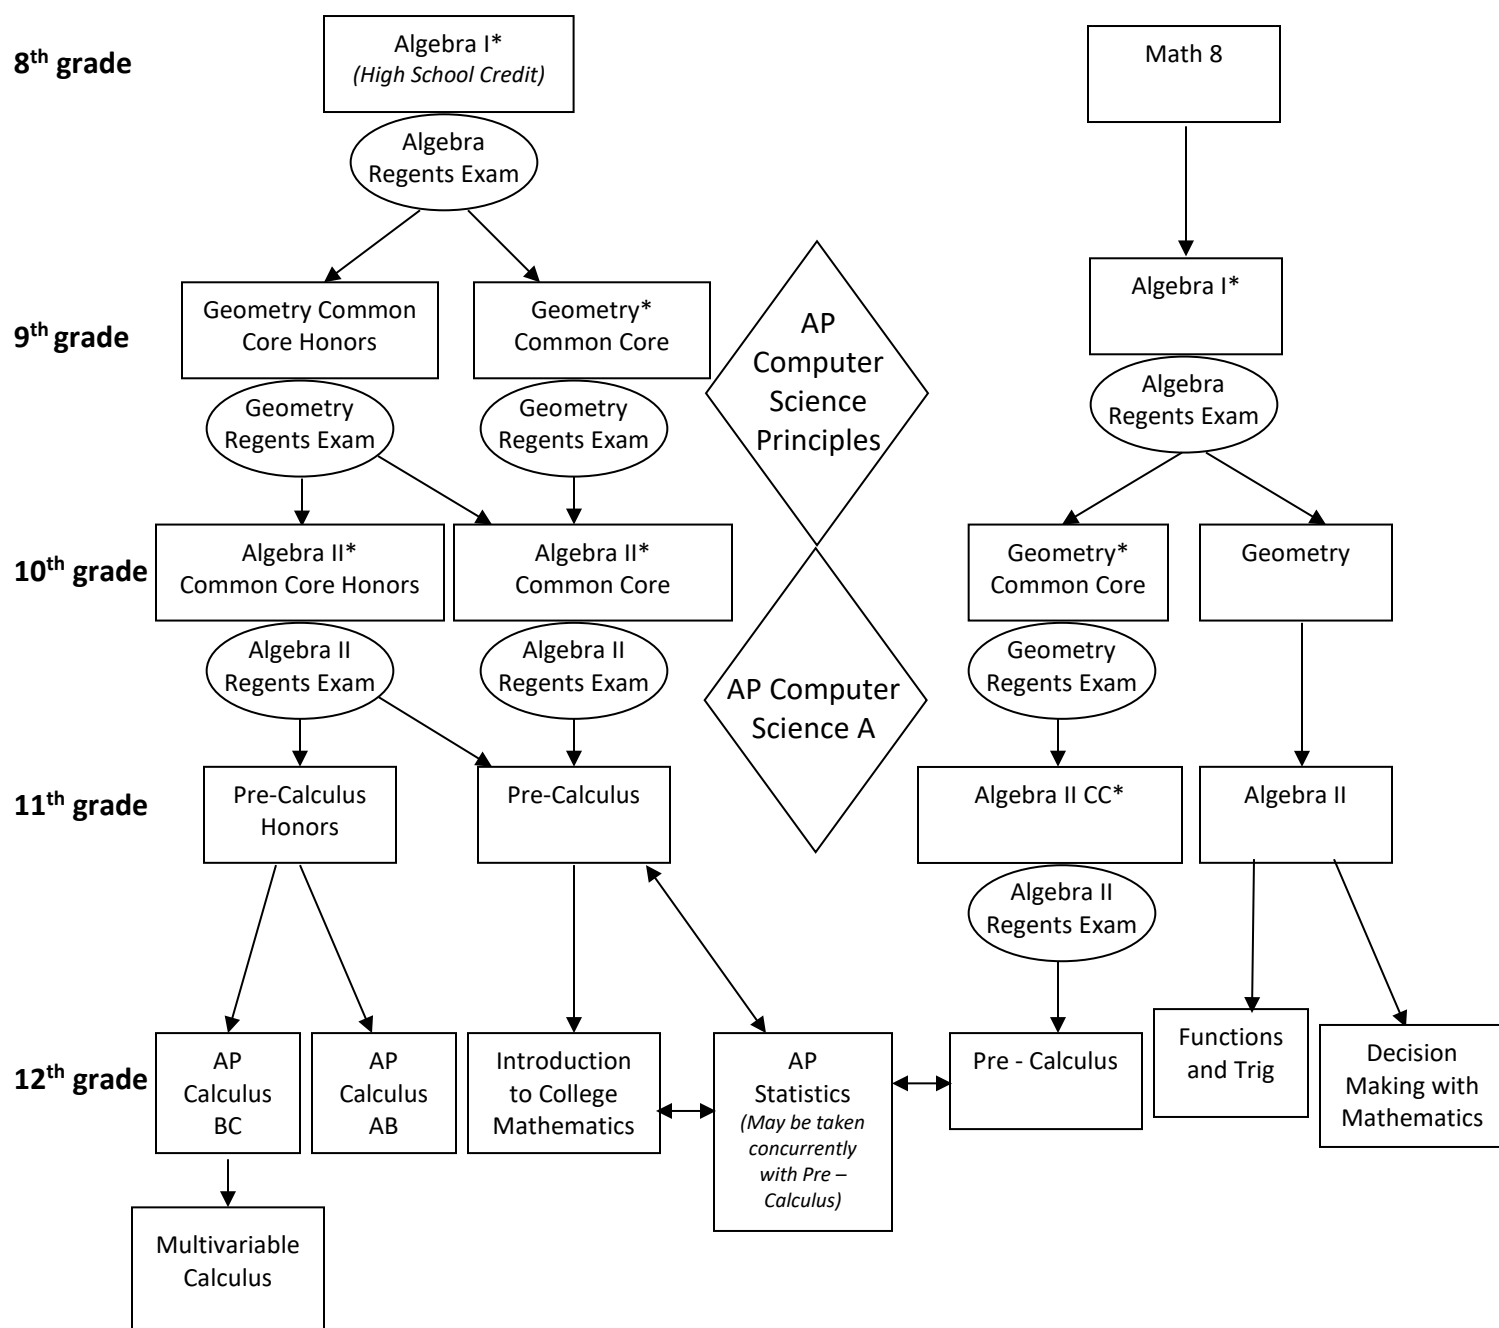 8th grade
Algebra I*
(High School Credit)
Math 8
Algebra
Regents Exam
9th grade
Geometry Common
Core Honors
Geometry*
Common Core
AP
Computer
Science
Principles
Algebra I*
Geometry
Regents Exam
Geometry
Regents Exam
Algebra
Regents Exam
10th grade
Algebra II*
Common Core Honors
Algebra II*
Common Core
Geometry*
Common Core
Geometry
Algebra II
Regents Exam
Algebra II
Regents Exam
AP Computer
Science A
Geometry
Regents Exam
11th grade
Pre-Calculus
Honors
Pre-Calculus
Algebra II CC*
Algebra II
Algebra II
Regents Exam
12th grade
AP
Calculus
BC
AP
Calculus
AB
Introduction
to College
Mathematics
AP
Statistics
(May be taken
concurrently
with Pre –
Calculus)
Pre - Calculus
Functions
and Trig
Decision
Making with
Mathematics
Multivariable
Calculus